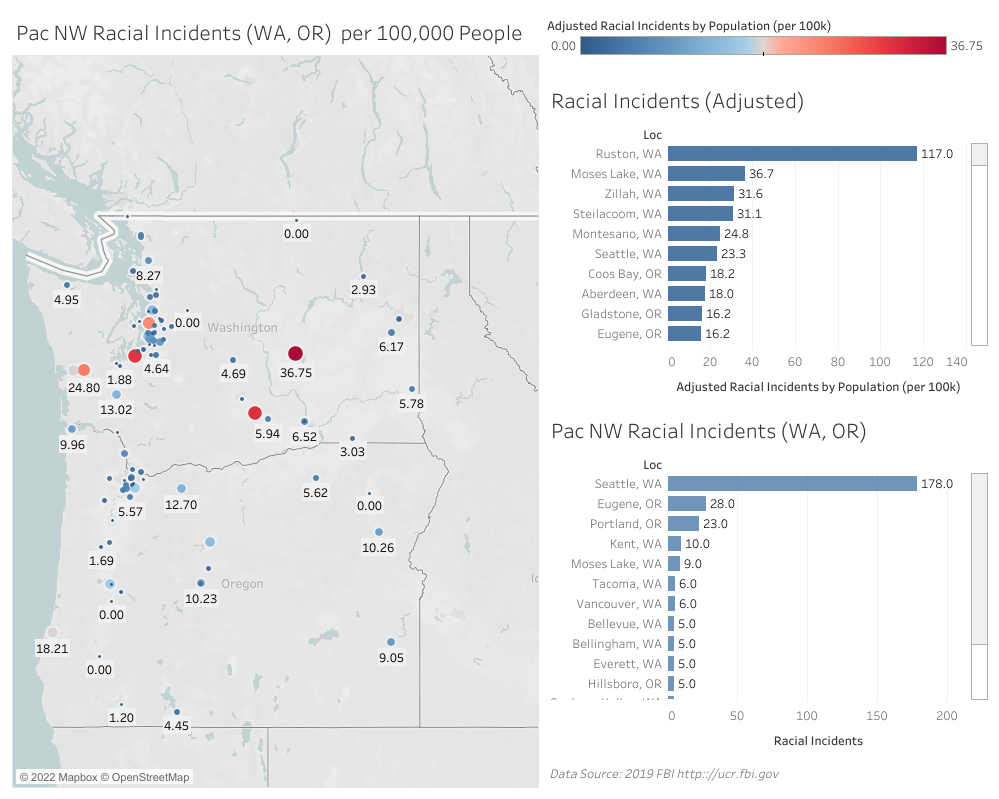 Pac NW Racial Incidents (WA, OR) per 100,000 People
Adjusted Racial Incidents by Population (per 100k)
0.00
36.75
0.00
8.27
4.95
2.93
0.00
Washington
6.17
4.64
1.88
24.80
4.69
36.75
13.02
5.78
9.96
5.94
6.52
3.03
5.57
12.70
5.62
0.00
1.69
10.26
10.23
Oregon
0.00
18.21
9.05
0.00
1.20
4.45
© 2022 Mapbox © OpenStreetMap
Racial Incidents (Adjusted)
Loc
Ruston, WA 117.0
Moses Lake, WA 36.7
Zillah, WA 31.6
Steilacoom, WA 31.1
Montesano, WA 24.8
Seattle, WA 23.3
Coos Bay, OR 18.2
Aberdeen, WA 18.0
Gladstone, OR 16.2
Eugene, OR 16.2
0 20 40 60 80 100 120 140
Adjusted Racial Incidents by Population (per 100k)
Pac NW Racial Incidents (WA, OR)
Loc
Seattle, WA 178.0
Eugene, OR 28.0
Portland, OR 23.0
Kent, WA 10.0
Moses Lake, WA 9.0
Tacoma, WA 6.0
Vancouver, WA 6.0
Bellevue, WA 5.0
Bellingham, WA 5.0
Everett, WA 5.0
Hillsboro, OR 5.0
0 50 100 150 200
Racial Incidents
Data Source: 2019 FBI http://ucr.fbi.gov